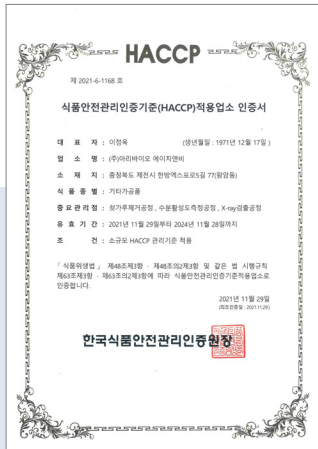 HACCP
제 2021-6-1168 호
식품안전관리인증기준(HACCP)적용업소 인증서
대 표 자 : 이정옥 (생년월일 : 1971년 12월 17일 )
업 소 명 : (주)아리바이오 에이치앤비
소 재 지 : 충청북도 제천시 한방엑스포로5길 77(왕암동)
식 품 종 별 : 기타가공품
중 요 관 리 점 : 쇳가루제거공정 , 수분활성도측정공정 , X-ray검출공정
유 효 기 간 : 2021년 11월 29일부터 2024년 11월 28일까지
조 건 : 소규모 HACCP 관리기준 적용
「 식품위생법 」 제48조제3항 · 제48조의2제3항 및 같은 법 시행규칙
제63조제3항 · 제63조의2제3항에 따라 식품안전관리인증기준적용업소로
인증합니다.
2021년 11월 29일
(최초인증일 : 2021.11.29)
한국식품안전관리인증원장